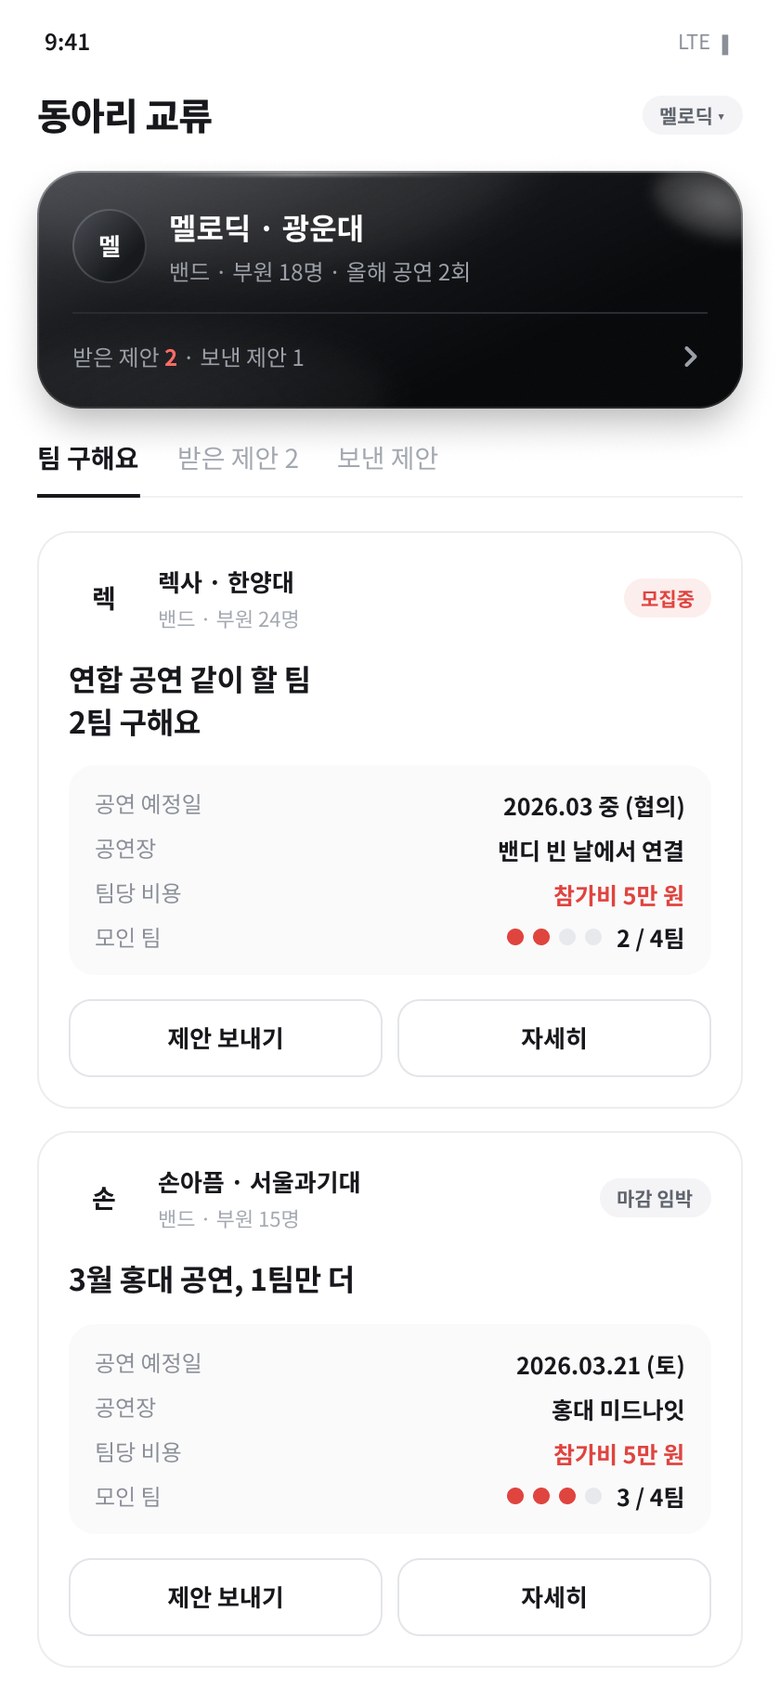 9:41 LTE
동아리 교류 멜로딕 ▾
멜 멜로딕 · 광운대
밴드 · 부원 18명 · 올해 공연 2회
받은 제안 2 · 보낸 제안 1
팀 구해요 받은 제안 2 보낸 제안
렉 렉사 · 한양대
밴드 · 부원 24명
모집중
연합 공연 같이 할 팀
2팀 구해요
공연 예정일 2026.03 중 (협의)
공연장 밴디 빈 날에서 연결
팀당 비용 참가비 5만 원
모인 팀 2 / 4팀
제안 보내기 자세히
손 손아픔 · 서울과기대
밴드 · 부원 15명
마감 임박
3월 홍대 공연, 1팀만 더
공연 예정일 2026.03.21 (토)
공연장 홍대 미드나잇
팀당 비용 참가비 5만 원
모인 팀 3 / 4팀
제안 보내기 자세히